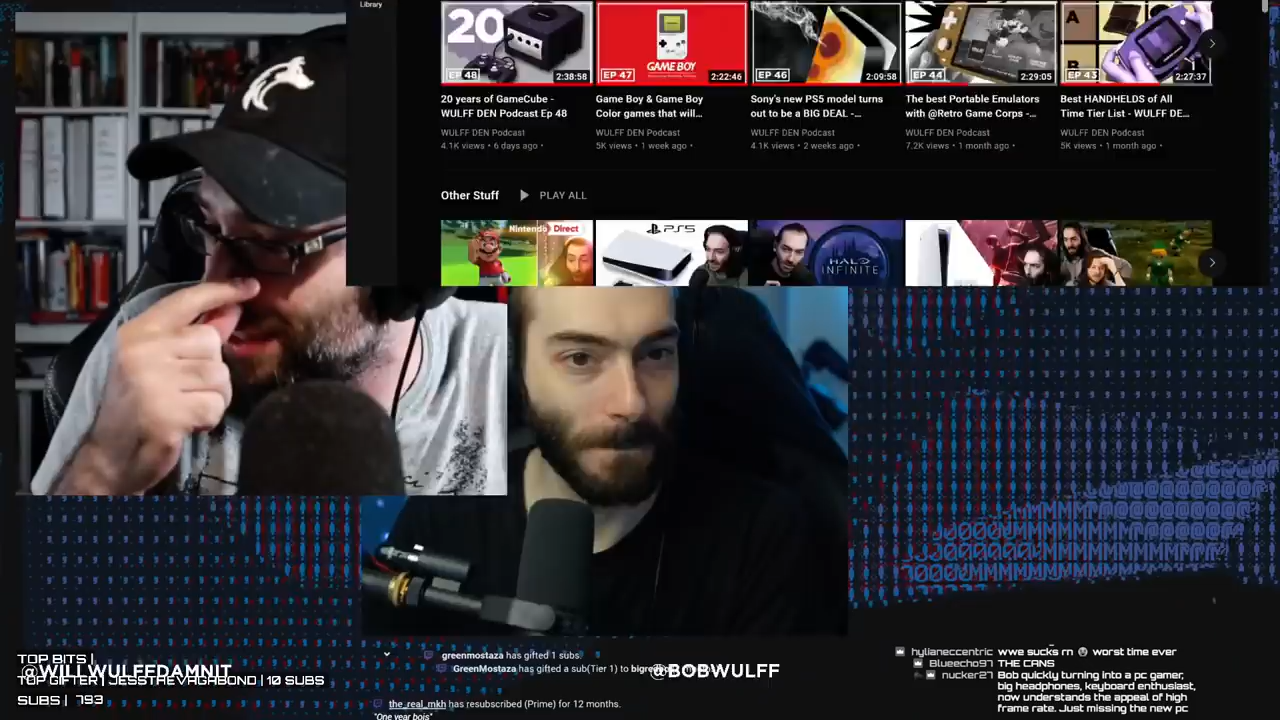 Library
20
EP 48
2:38:58
GAME BOY
EP 47
2:22:46
EP 46
2:09:58
EP 44
2:29:05
A
B
EP 43
2:27:37
20 years of GameCube -
WULFF DEN Podcast Ep 48
WULFF DEN Podcast
4.1K views • 6 days ago •
Game Boy & Game Boy
Color games that will...
WULFF DEN Podcast
5K views • 1 week ago •
Sony's new PS5 model turns
out to be a BIG DEAL -...
WULFF DEN Podcast
4.1K views • 2 weeks ago •
The best Portable Emulators
with @Retro Game Corps -...
WULFF DEN Podcast
7.2K views • 1 month ago •
Best HANDHELDS of All
Time Tier List - WULFF DE...
WULFF DEN Podcast
5K views • 1 month ago •
Other Stuff
PLAY ALL
Nintendo Direct
PS5
HALO
INFINITE
TOP BITS |
@WILLWULFFDAMNIT
TOP GIFTER | JESSTHEVAGABOND | 10 SUBS
SUBS | 793
greenmostaza has gifted 1 subs.
GreenMostaza has gifted a sub(Tier 1) to
@BOBWULFF
the_real_mkh has resubscribed (Prime) for 12 months.
"One year bois"
hylianeccentric wwe sucks rn worst time ever
Blueecho97 THE CANS
nucker27 Bob quickly turning into a pc gamer,
big headphones, keyboard enthusiast,
now understands the appeal of high
frame rate. Just missing the new pc